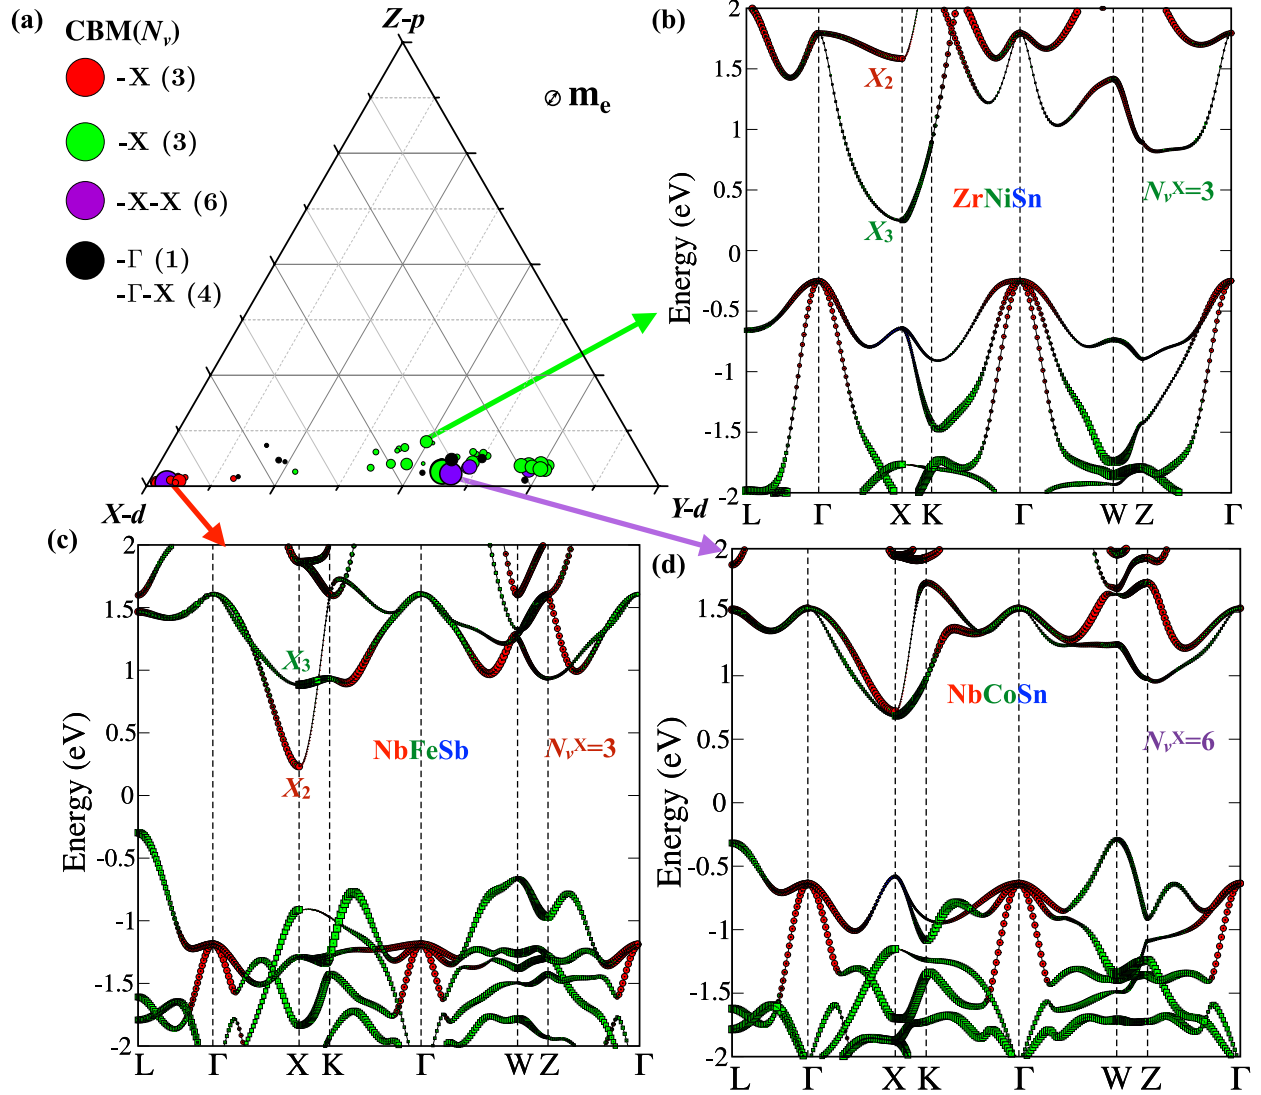 (a)
CBM(Nᵥ)
-X (3)
-X (3)
-X-X (6)
-Γ (1)
-Γ-X (4)
Z-p
mₑ
X-d
Y-d
(b)
Energy (eV)
2
1.5
1
0.5
0
-0.5
-1
-1.5
-2
X₂
X₃
ZrNiSn
NᵥX=3
L Γ X K Γ W Z Γ
(c)
Energy (eV)
2
1.5
1
0.5
0
-0.5
-1
-1.5
-2
X₃
X₂
NbFeSb
NᵥX=3
L Γ X K Γ W Z Γ
(d)
Energy (eV)
2
1.5
1
0.5
0
-0.5
-1
-1.5
-2
NbCoSn
NᵥX=6
L Γ X K Γ W Z Γ